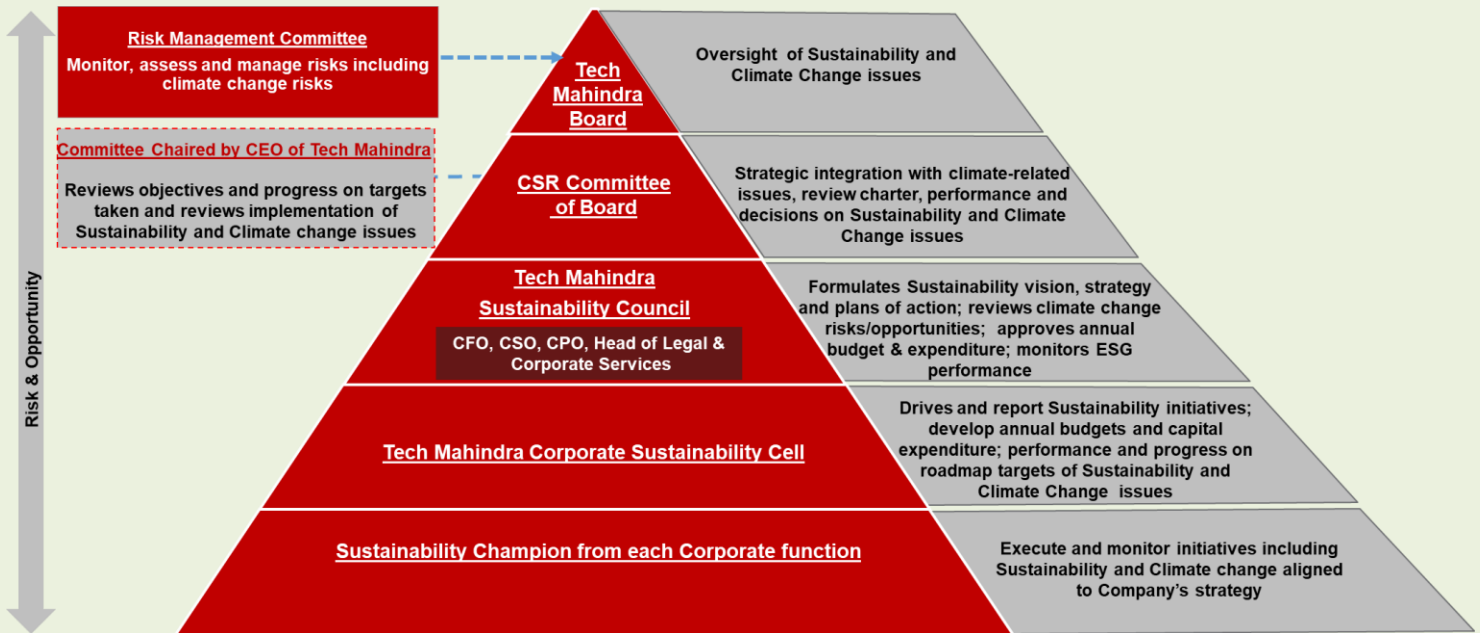 Risk & Opportunity
Risk Management Committee
Monitor, assess and manage risks including
climate change risks
Committee Chaired by CEO of Tech Mahindra
Reviews objectives and progress on targets
taken and reviews implementation of
Sustainability and Climate change issues
Tech
Mahindra
Board
Oversight of Sustainability and
Climate Change issues
CSR Committee
of Board
Strategic integration with climate-related
issues, review charter, performance and
decisions on Sustainability and Climate
Change issues
Tech Mahindra
Sustainability Council
CFO, CSO, CPO, Head of Legal &
Corporate Services
Formulates Sustainability vision, strategy
and plans of action; reviews climate change
risks/opportunities; approves annual
budget & expenditure; monitors ESG
performance
Tech Mahindra Corporate Sustainability Cell
Drives and report Sustainability initiatives;
develop annual budgets and capital
expenditure; performance and progress on
roadmap targets of Sustainability and
Climate Change issues
Sustainability Champion from each Corporate function
Execute and monitor initiatives including
Sustainability and Climate change aligned
to Company's strategy